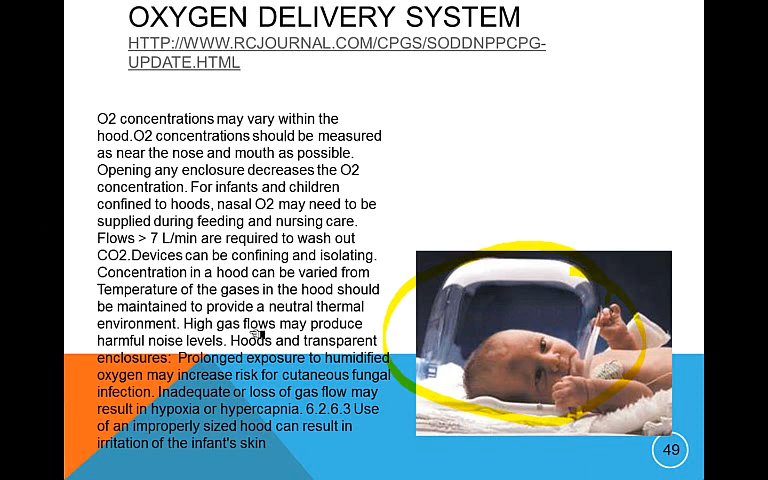 OXYGEN DELIVERY SYSTEM
HTTP://WWW.RCJOURNAL.COM/CPGS/SODDNPPCPG-
UPDATE.HTML
O2 concentrations may vary within the
hood.O2 concentrations should be measured
as near the nose and mouth as possible.
Opening any enclosure decreases the O2
concentration. For infants and children
confined to hoods, nasal O2 may need to be
supplied during feeding and nursing care.
Flows > 7 L/min are required to wash out
CO2.Devices can be confining and isolating.
Concentration in a hood can be varied from
Temperature of the gases in the hood should
be maintained to provide a neutral thermal
environment. High gas flows may produce
harmful noise levels. Hoods and transparent
enclosures: Prolonged exposure to humidified
oxygen may increase risk for cutaneous fungal
infection. Inadequate or loss of gas flow may
result in hypoxia or hypercapnia. 6.2.6.3 Use
of an improperly sized hood can result in
irritation of the infant's skin
49